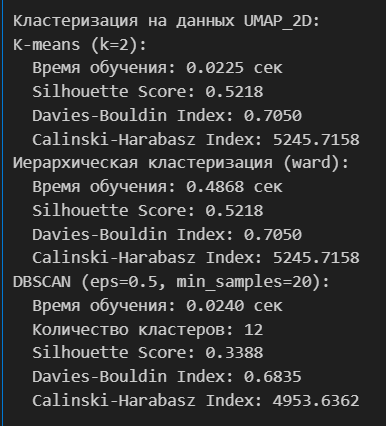 Кластеризация на данных UMAP_2D:
K-means (k=2):
  Время обучения: 0.0225 сек
  Silhouette Score: 0.5218
  Davies-Bouldin Index: 0.7050
  Calinski-Harabasz Index: 5245.7158
Иерархическая кластеризация (ward):
  Время обучения: 0.4868 сек
  Silhouette Score: 0.5218
  Davies-Bouldin Index: 0.7050
  Calinski-Harabasz Index: 5245.7158
DBSCAN (eps=0.5, min_samples=20):
  Время обучения: 0.0240 сек
  Количество кластеров: 12
  Silhouette Score: 0.3388
  Davies-Bouldin Index: 0.6835
  Calinski-Harabasz Index: 4953.6362